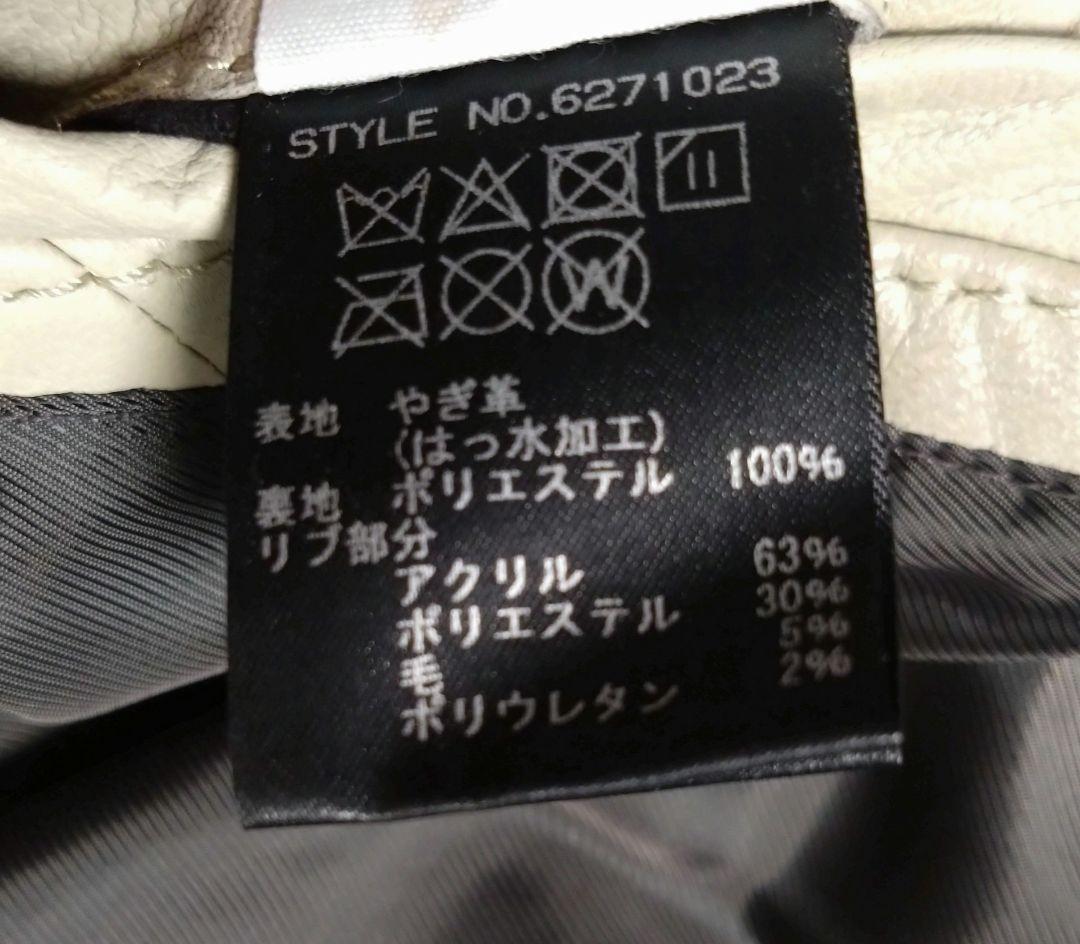 STYLE NO.6271023
W
表地 やぎ革
(はっ水加工)
裏地 ポリエステル 100%
リブ部分
アクリル 63%
ポリエステル 30%
毛 5%
ポリウレタン 2%